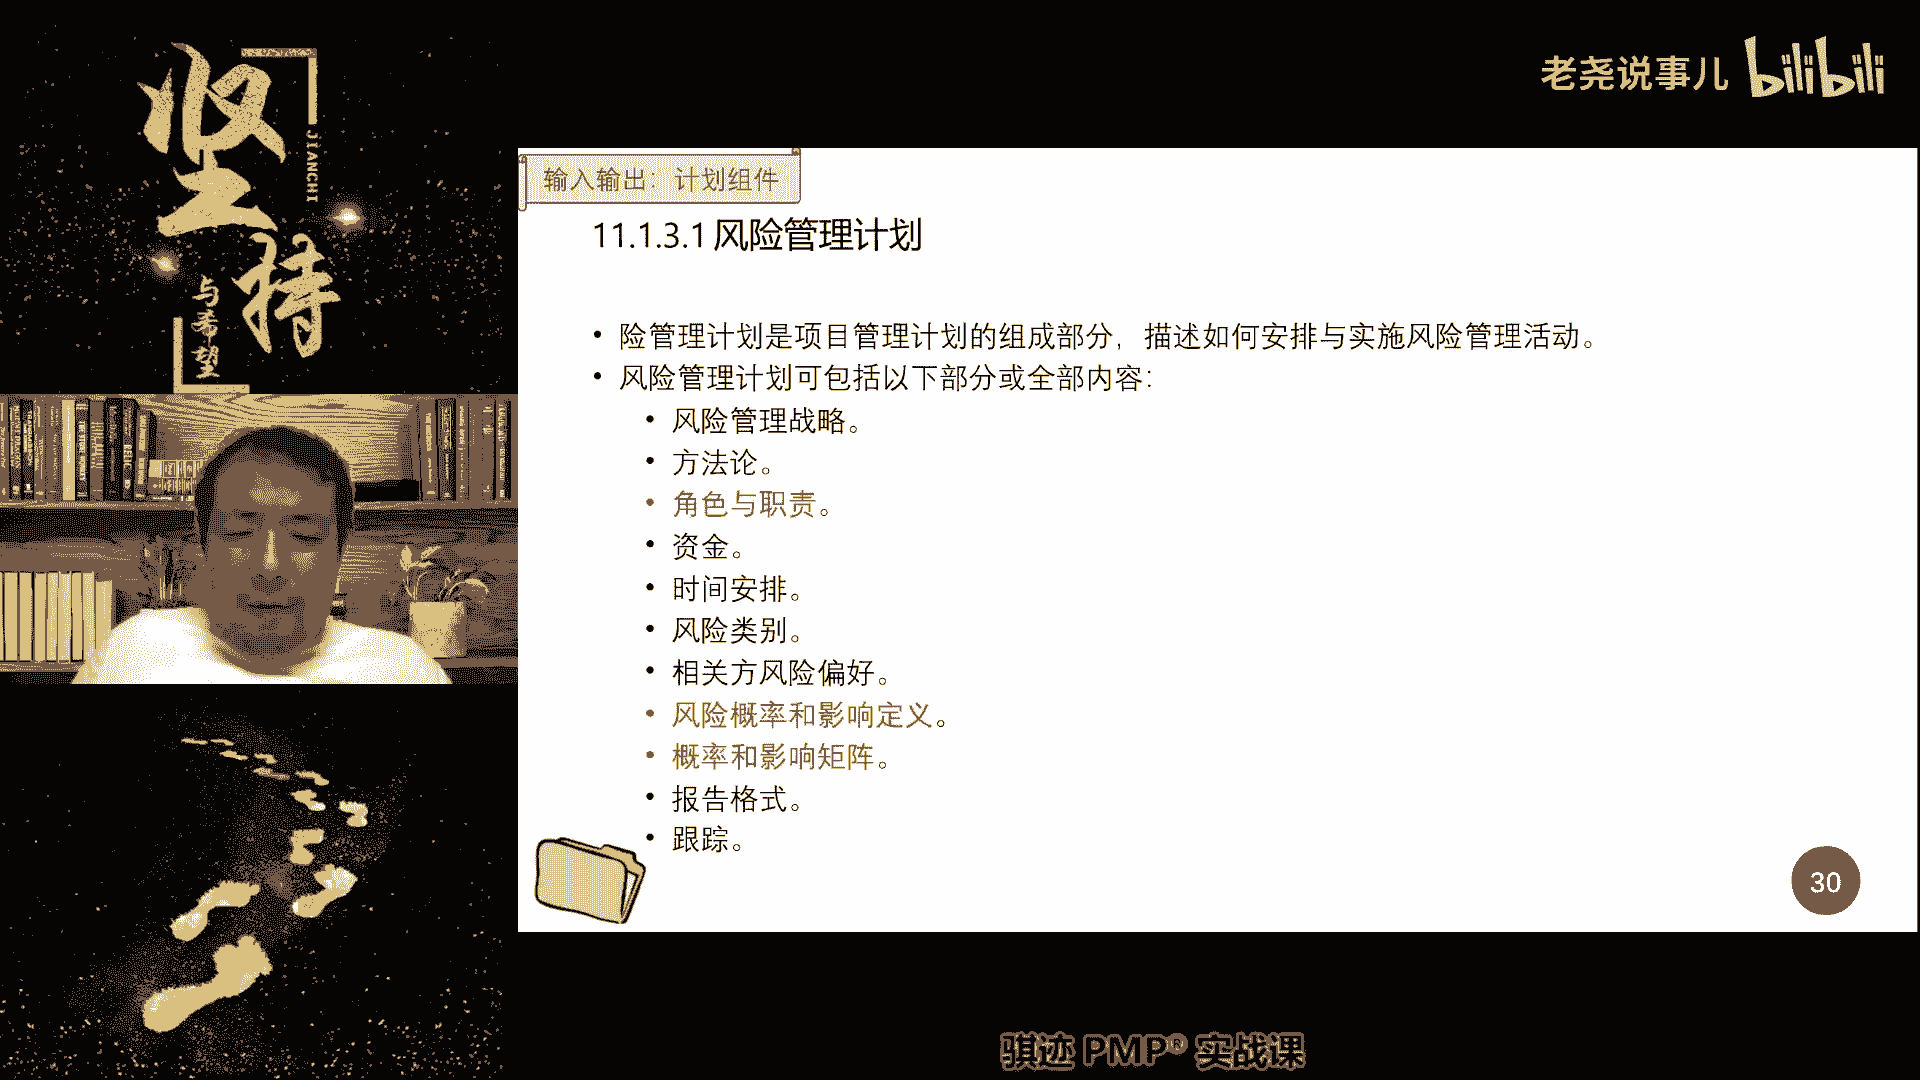 坚持
JIANCHI
与希望
老尧说事儿 bilibili
输入输出：计划组件
11.1.3.1 风险管理计划
• 险管理计划是项目管理计划的组成部分，描述如何安排与实施风险管理活动。
• 风险管理计划可包括以下部分或全部内容：
• 风险管理战略。
• 方法论。
• 角色与职责。
• 资金。
• 时间安排。
• 风险类别。
• 相关方风险偏好。
• 风险概率和影响定义。
• 概率和影响矩阵。
• 报告格式。
• 跟踪。
30
骐迹 PMP® 实战课